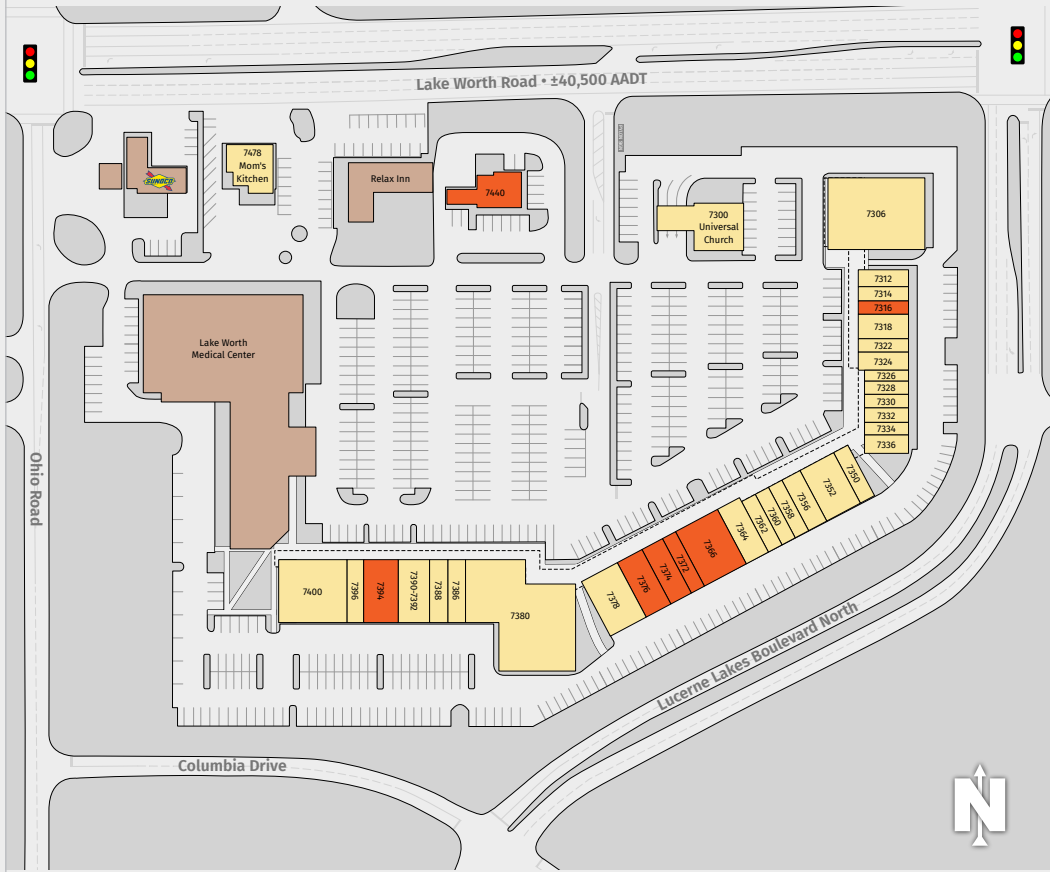 Lake Worth Road • ±40,500 AADT
7478
Mom's
Kitchen
SUNOCO
Relax Inn
7440
7300
Universal
Church
7306
7312
7314
7316
7318
7322
7324
7326
7328
7330
7332
7334
7336
Lake Worth
Medical Center
Ohio Road
7350
7352
7356
7358
7360
7362
7364
7366
7372
7374
7376
7378
7400
7396
7394
7390-7392
7388
7386
7380
Lucerne Lakes Boulevard North
Columbia Drive
N